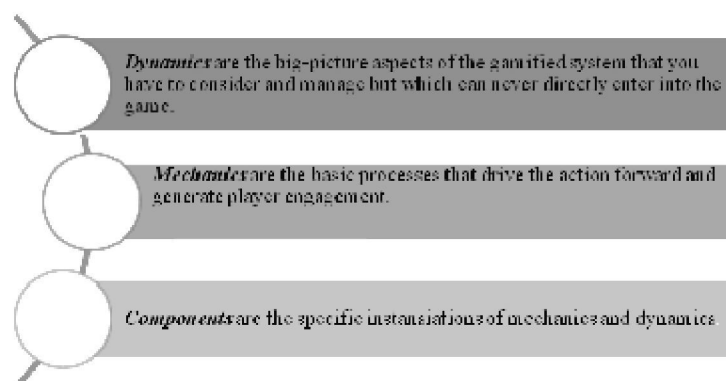 Dynamics are the big-picture aspects of the gamified system that you
have to consider and manage but which can never directly enter into the
game.
Mechanics are the basic processes that drive the action forward and
generate player engagement.
Components are the specific instansiations of mechanics and dynamics